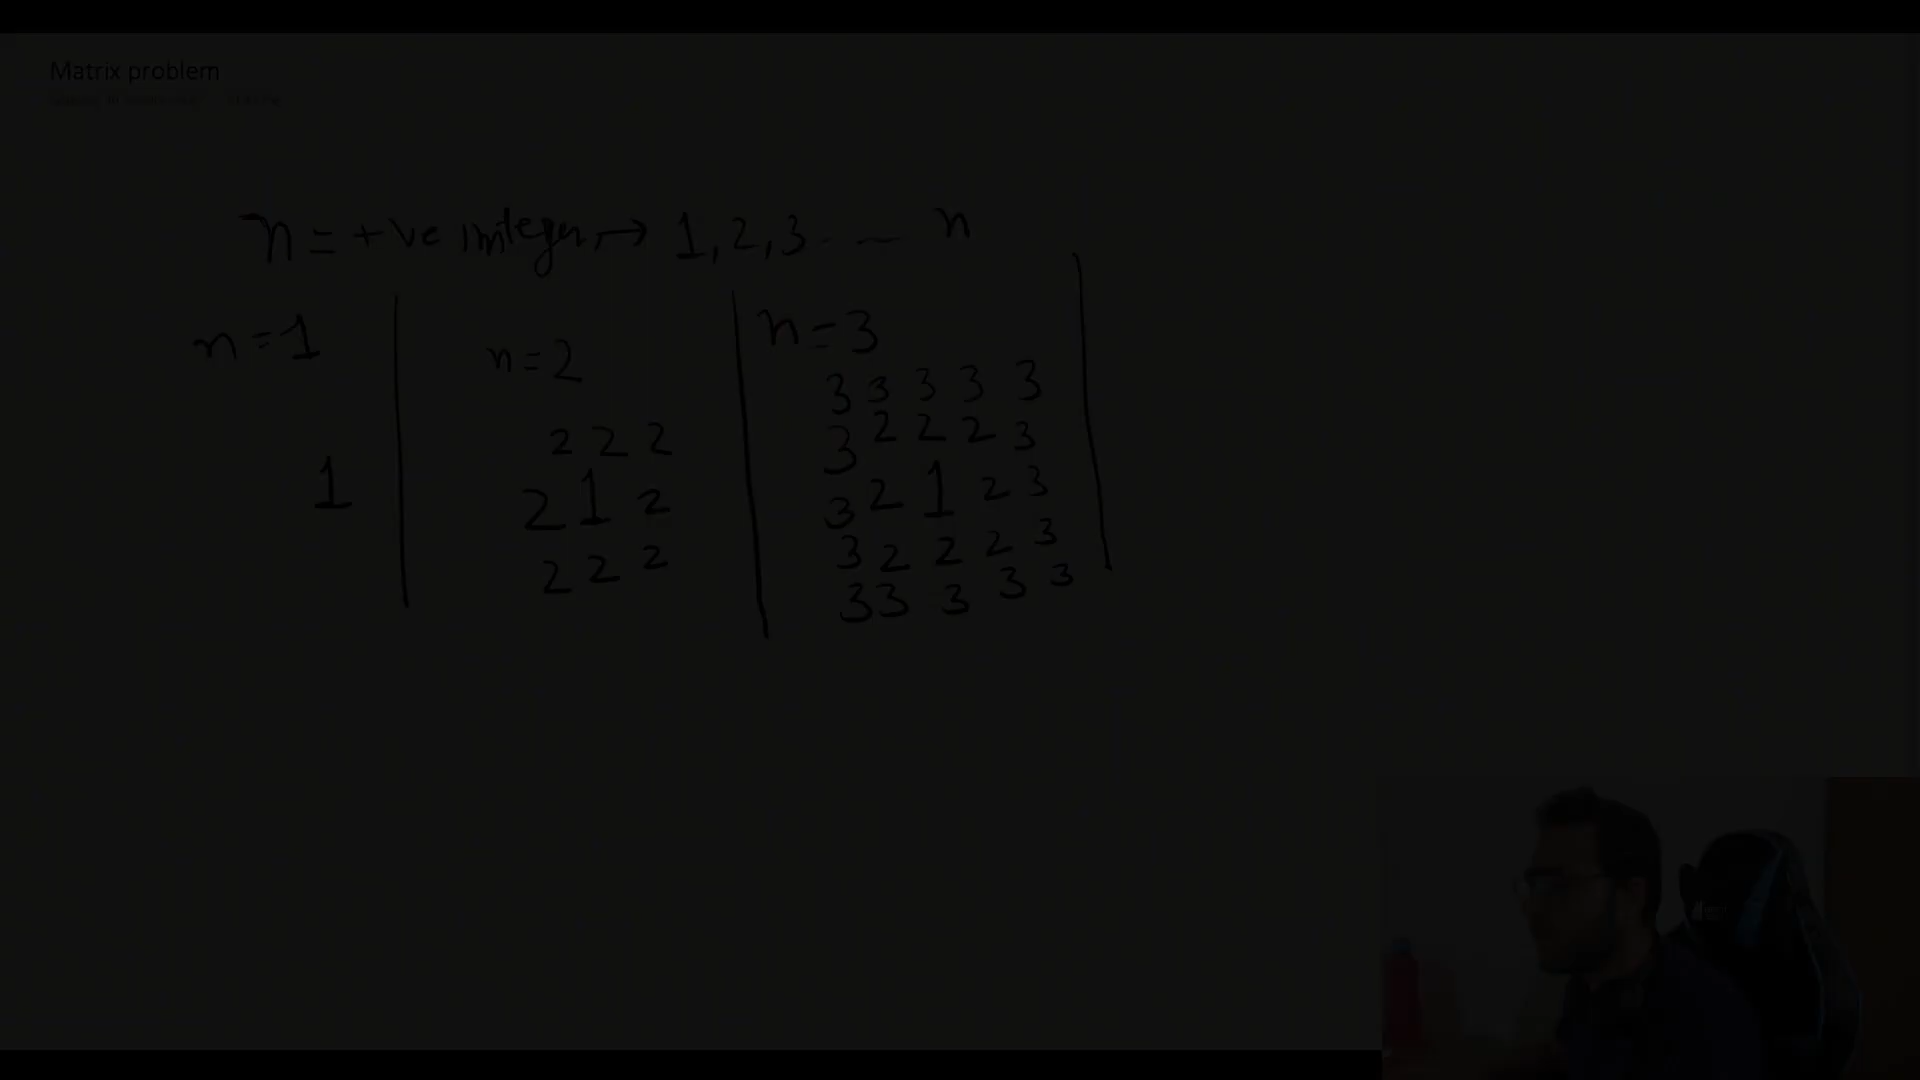 Matrix problem
n = +ve integer, → 1, 2, 3 - - n
n = 1
1
n = 2
2 2 2
2 1 2
2 2 2
n = 3
3 3 3 3 3
3 2 2 2 3
3 2 1 2 3
3 2 2 2 3
3 3 3 3 3